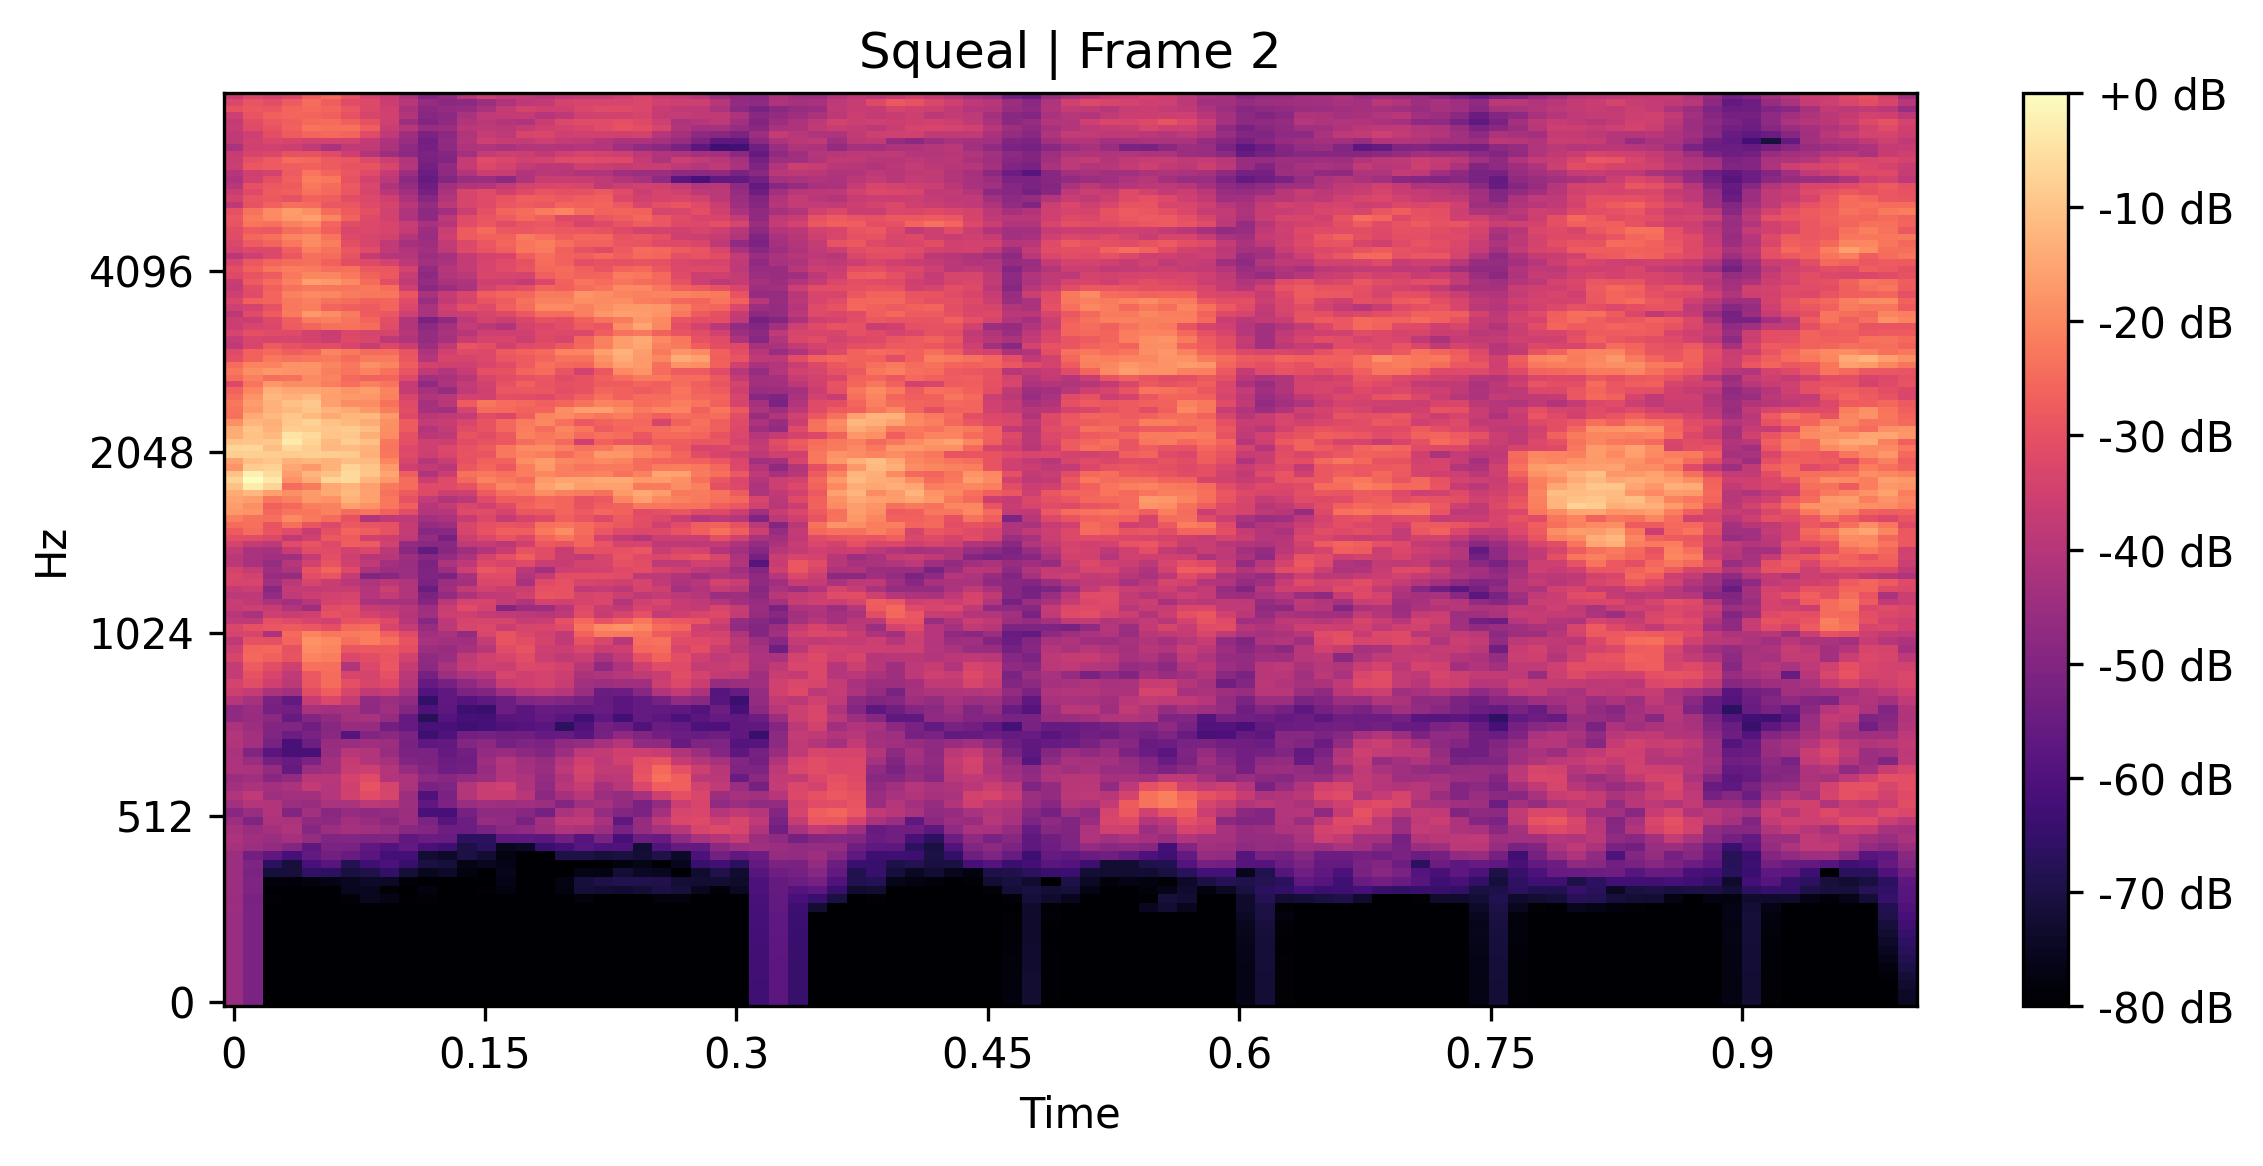 Squeal | Frame 2
+0 dB
-10 dB
-20 dB
-30 dB
-40 dB
-50 dB
-60 dB
-70 dB
-80 dB
4096
2048
1024
512
0
Hz
0 0.15 0.3 0.45 0.6 0.75 0.9
Time